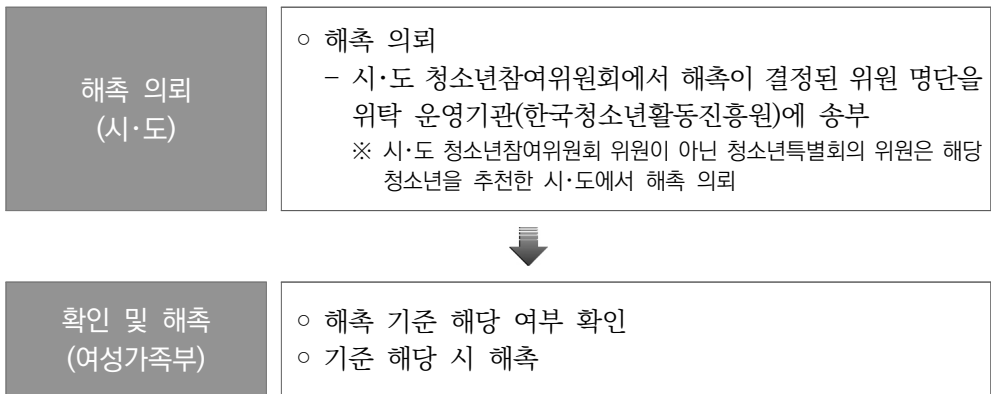 해촉 의뢰
(시·도)
○ 해촉 의뢰
- 시·도 청소년참여위원회에서 해촉이 결정된 위원 명단을
위탁 운영기관(한국청소년활동진흥원)에 송부
※ 시·도 청소년참여위원회 위원이 아닌 청소년특별회의 위원은 해당
청소년을 추천한 시·도에서 해촉 의뢰
확인 및 해촉
(여성가족부)
○ 해촉 기준 해당 여부 확인
○ 기준 해당 시 해촉